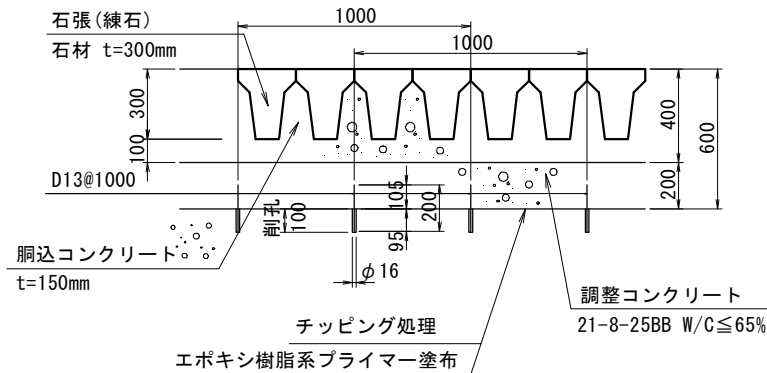 1000
石張(練石)
石材 t=300mm
1000
300
100
400
200
600
D13@1000
105
200
95
削孔
100
胴込コンクリート
t=150mm
φ16
調整コンクリート
21-8-25BB W/C≦65%
チッピング処理
エポキシ樹脂系プライマー塗布